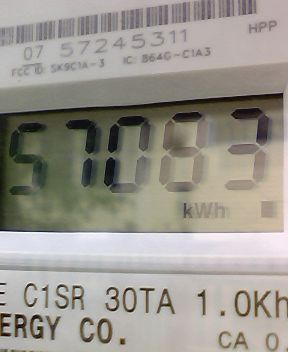 HPP
07 57245311
FCC ID: SK9C1A-3 IC: 864G-C1A3
57083
kWh
E C1SR 30TA 1.0Kh
ERGY CO. CA 0.